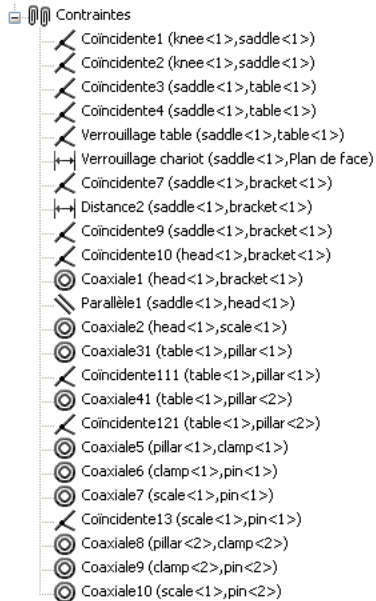 Contraintes
Coïncidente1 (knee<1>,saddle<1>)
Coïncidente2 (knee<1>,saddle<1>)
Coïncidente3 (saddle<1>,table<1>)
Coïncidente4 (saddle<1>,table<1>)
Verrouillage table (saddle<1>,table<1>)
Verrouillage chariot (saddle<1>,Plan de face)
Coïncidente7 (saddle<1>,bracket<1>)
Distance2 (saddle<1>,bracket<1>)
Coïncidente9 (saddle<1>,bracket<1>)
Coïncidente10 (head<1>,bracket<1>)
Coaxiale1 (head<1>,bracket<1>)
Parallèle1 (saddle<1>,head<1>)
Coaxiale2 (head<1>,scale<1>)
Coaxiale31 (table<1>,pillar<1>)
Coïncidente111 (table<1>,pillar<1>)
Coaxiale41 (table<1>,pillar<2>)
Coïncidente121 (table<1>,pillar<2>)
Coaxiale5 (pillar<1>,clamp<1>)
Coaxiale6 (clamp<1>,pin<1>)
Coaxiale7 (scale<1>,pin<1>)
Coïncidente13 (scale<1>,pin<1>)
Coaxiale8 (pillar<2>,clamp<2>)
Coaxiale9 (clamp<2>,pin<2>)
Coaxiale10 (scale<1>,pin<2>)